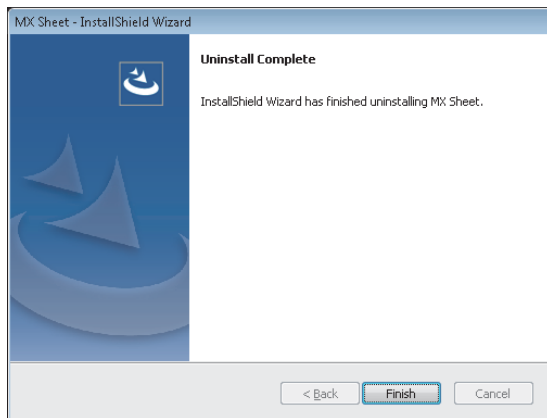 MX Sheet - InstallShield Wizard
Uninstall Complete
InstallShield Wizard has finished uninstalling MX Sheet.
< Back
Finish
Cancel